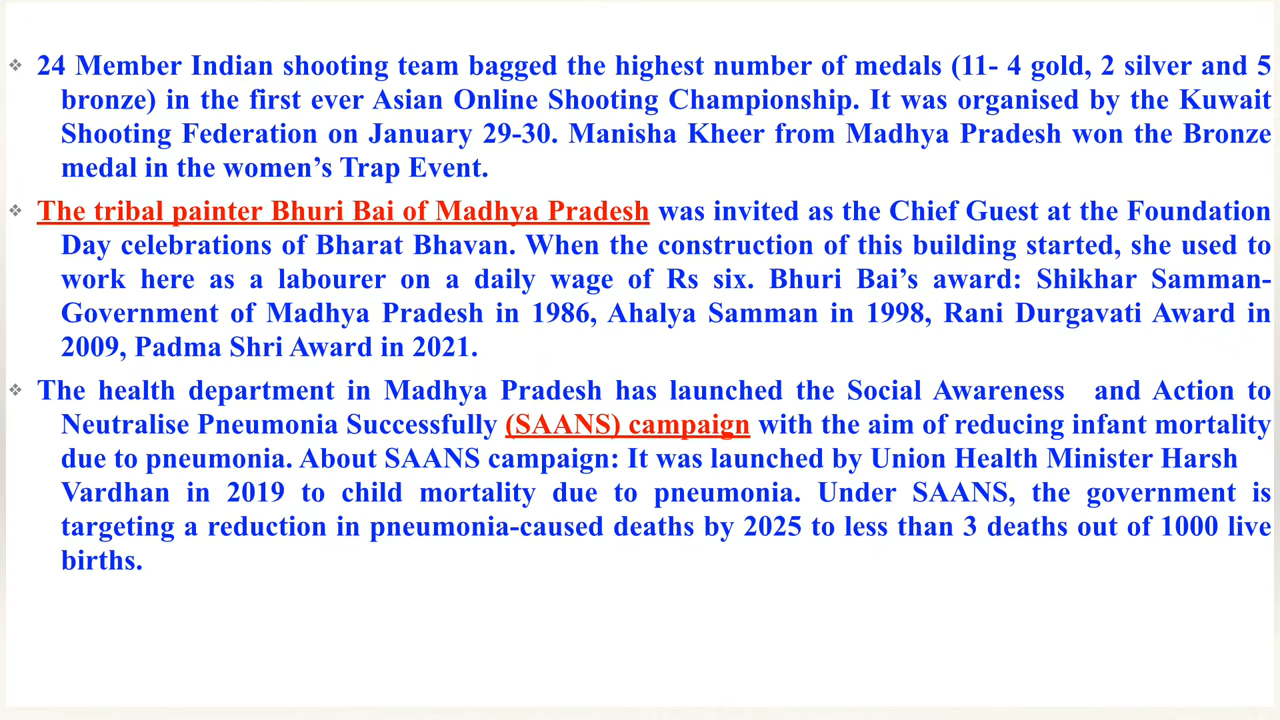 24 Member Indian shooting team bagged the highest number of medals (11- 4 gold, 2 silver and 5
bronze) in the first ever Asian Online Shooting Championship. It was organised by the Kuwait
Shooting Federation on January 29-30. Manisha Kheer from Madhya Pradesh won the Bronze
medal in the women’s Trap Event.
The tribal painter Bhuri Bai of Madhya Pradesh was invited as the Chief Guest at the Foundation
Day celebrations of Bharat Bhavan. When the construction of this building started, she used to
work here as a labourer on a daily wage of Rs six. Bhuri Bai’s award: Shikhar Samman-
Government of Madhya Pradesh in 1986, Ahalya Samman in 1998, Rani Durgavati Award in
2009, Padma Shri Award in 2021.
The health department in Madhya Pradesh has launched the Social Awareness and Action to
Neutralise Pneumonia Successfully (SAANS) campaign with the aim of reducing infant mortality
due to pneumonia. About SAANS campaign: It was launched by Union Health Minister Harsh
Vardhan in 2019 to child mortality due to pneumonia. Under SAANS, the government is
targeting a reduction in pneumonia-caused deaths by 2025 to less than 3 deaths out of 1000 live
births.